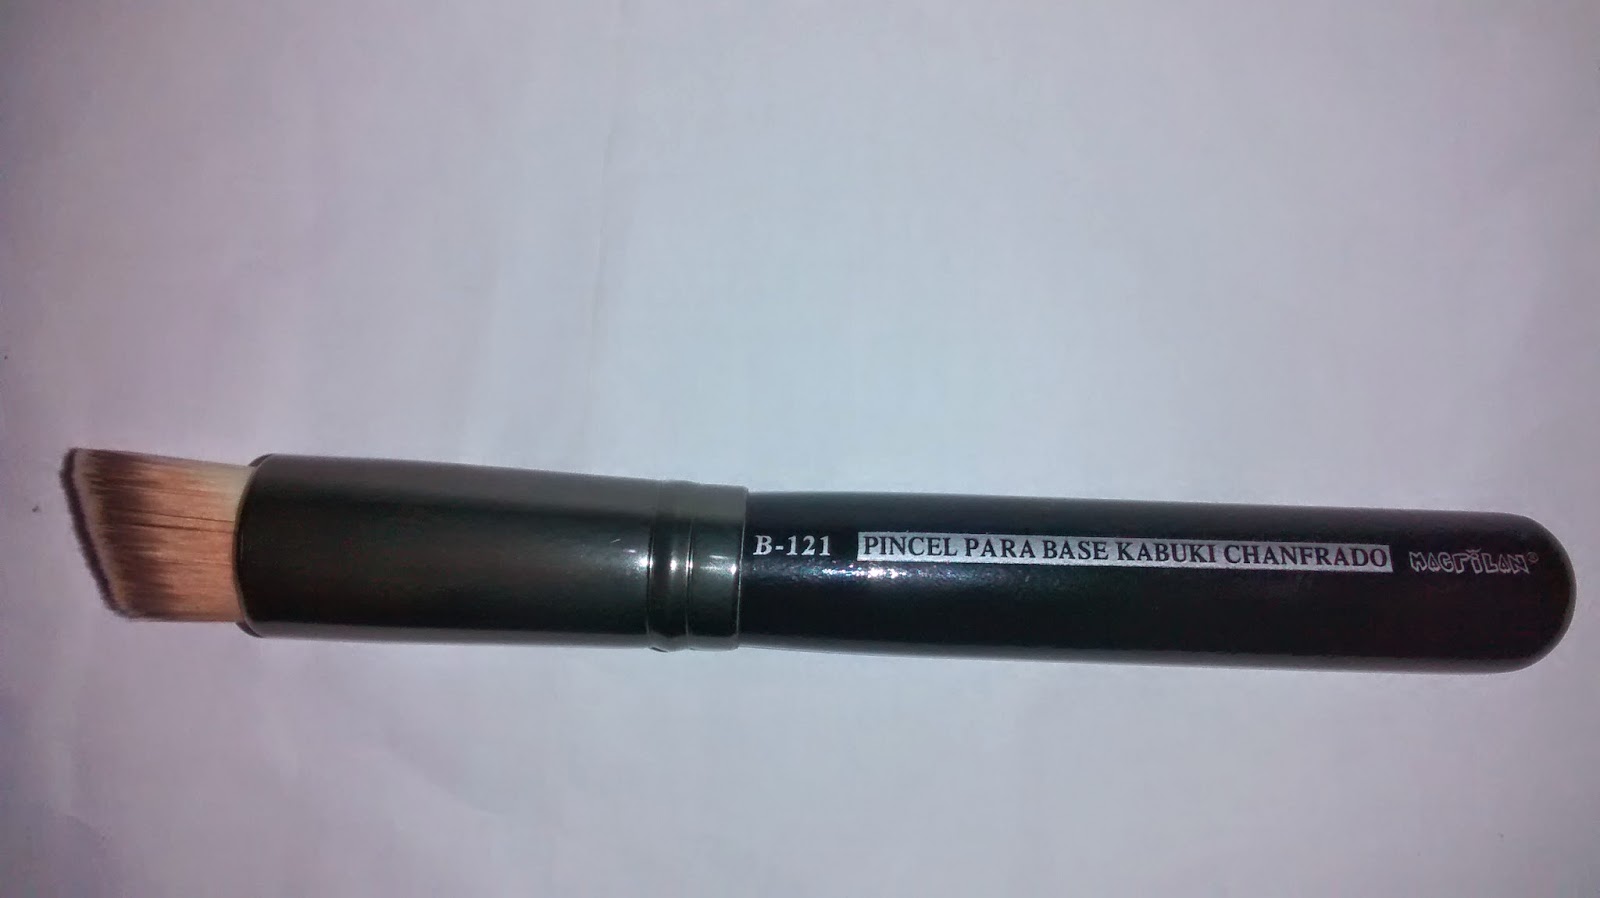 B-121 PINCEL PARA BASE KABUKI CHANFRADO MACRILAN®